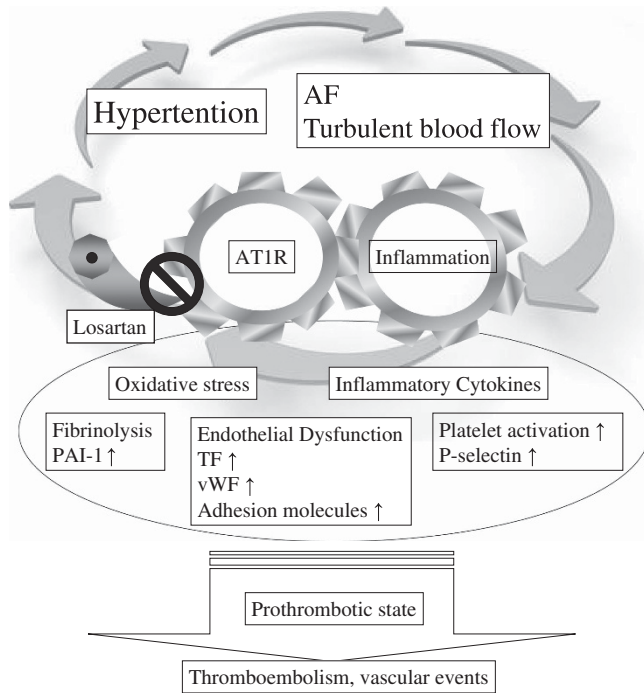 Hypertention
AF
Turbulent blood flow
AT1R
Inflammation
Losartan
Oxidative stress
Inflammatory Cytokines
Fibrinolysis
PAI-1 ↑
Endothelial Dysfunction
TF ↑
vWF ↑
Adhesion molecules ↑
Platelet activation ↑
P-selectin ↑
Prothrombotic state
Thromboembolism, vascular events